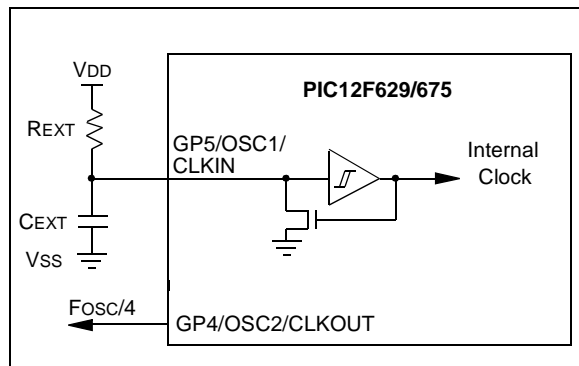 VDD
PIC12F629/675
REXT
GP5/OSC1/
CLKIN
Internal
Clock
CEXT
VSS
FOSC/4
GP4/OSC2/CLKOUT